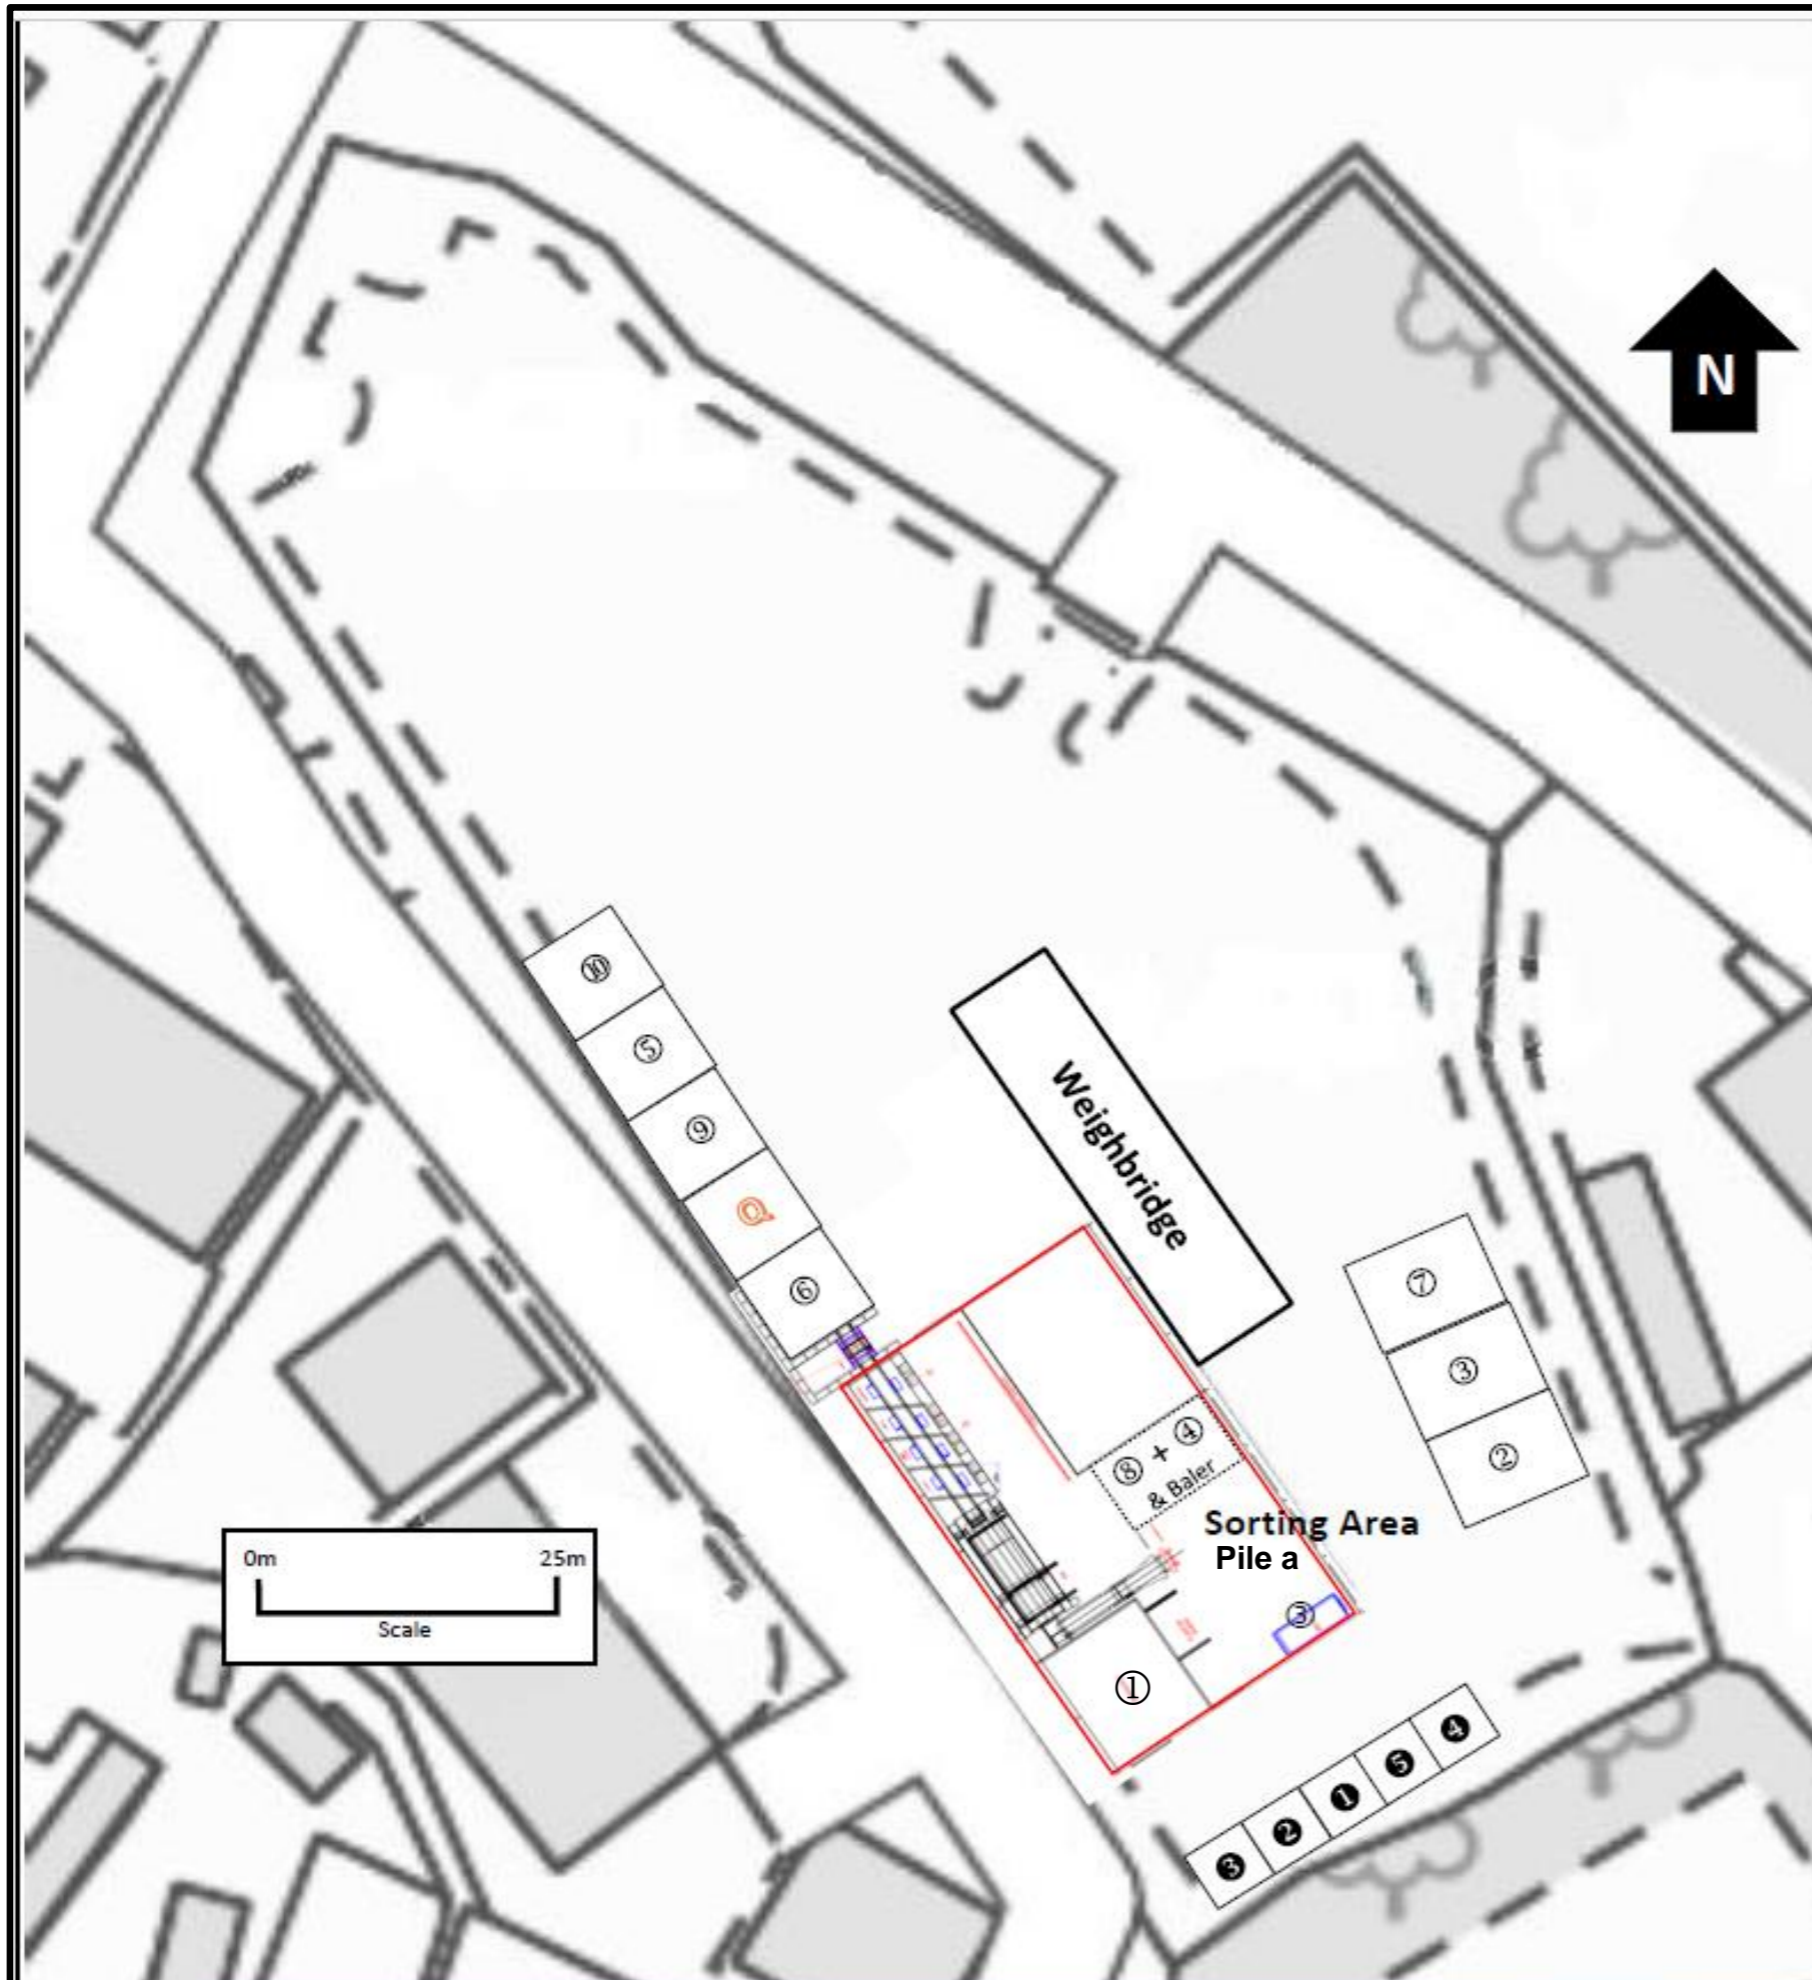 N
⑩
⑤
⑨
Q
⑥
Weighbridge
⑦
③
②
⑧ + ④
& Baler
Sorting Area
Pile a
③
①
0m 25m
Scale
❹
❺
❶
❷
❸